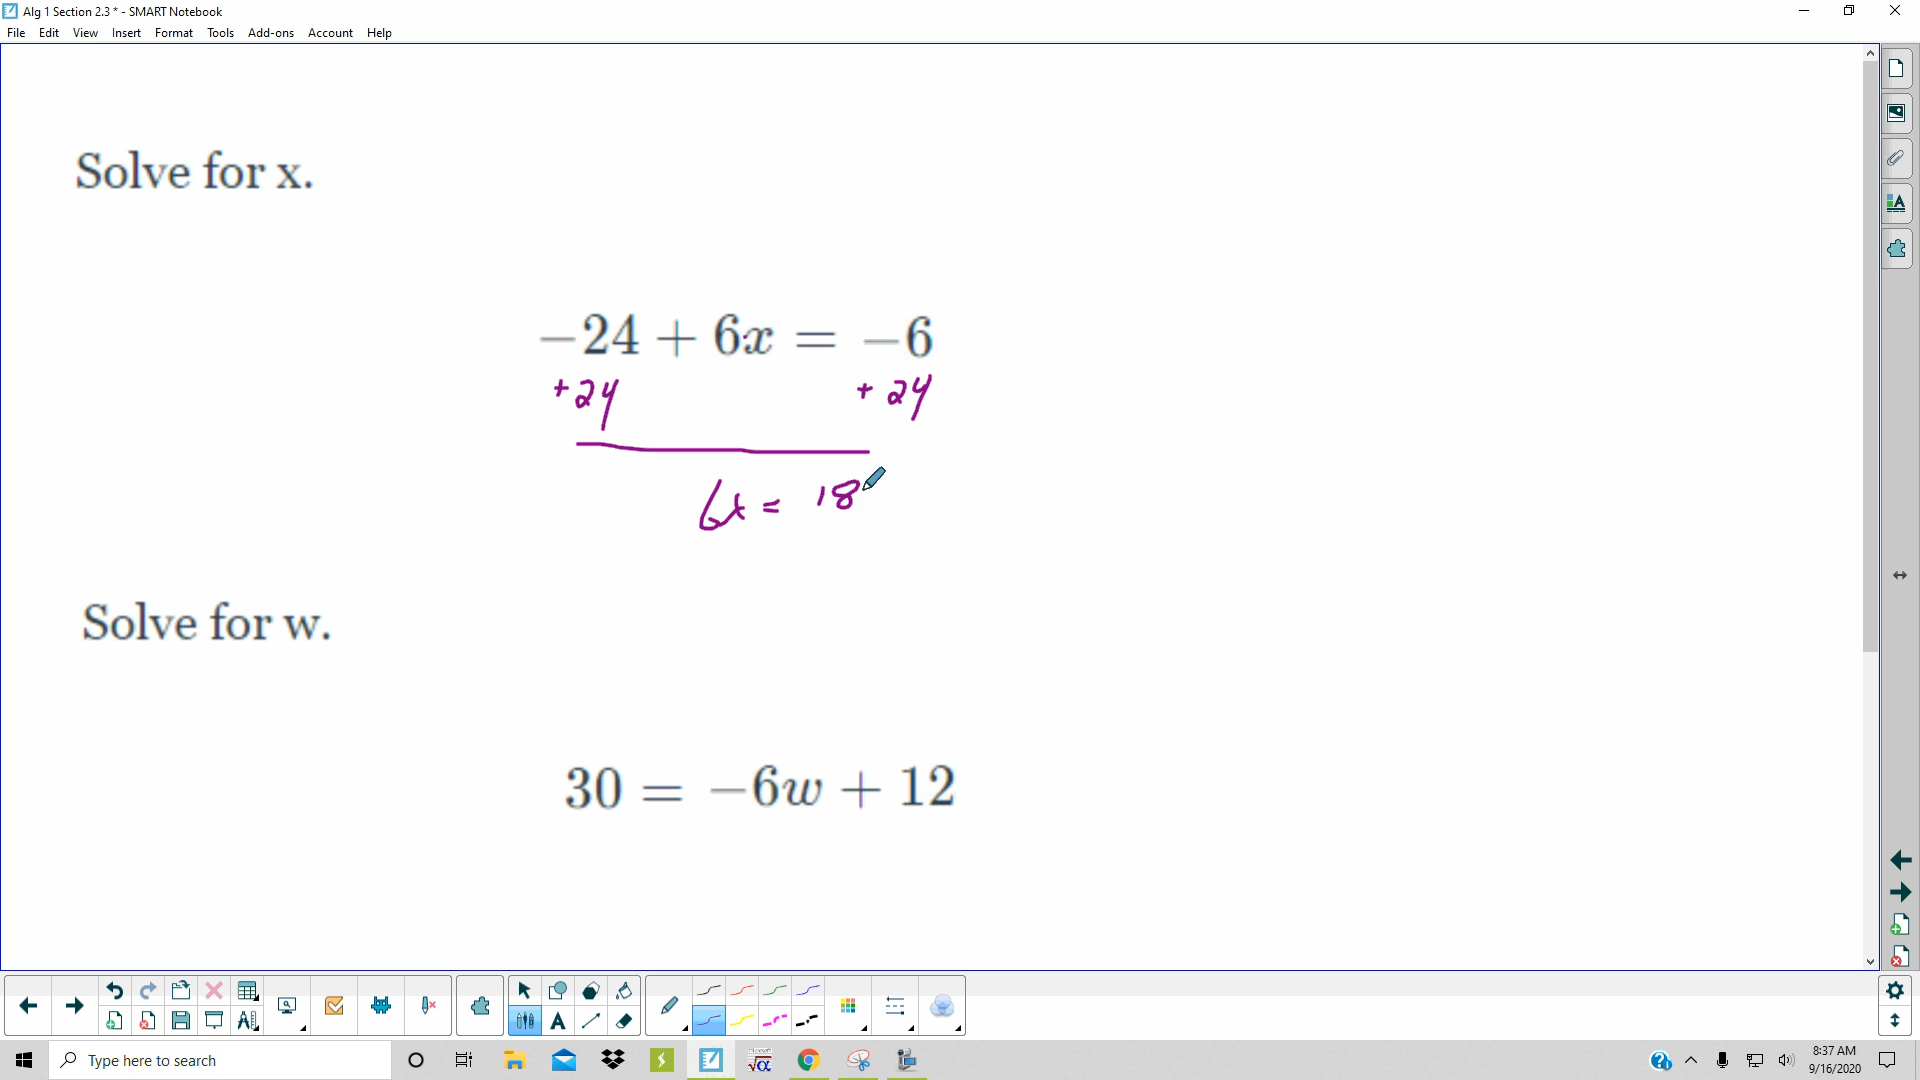 Alg 1 Section 2.3 * - SMART Notebook
File Edit View Insert Format Tools Add-ons Account Help
Solve for x.
−24 + 6x = −6
+24 + 24
6x = 18
Solve for w.
30 = −6w + 12
Type here to search
8:37 AM
9/16/2020